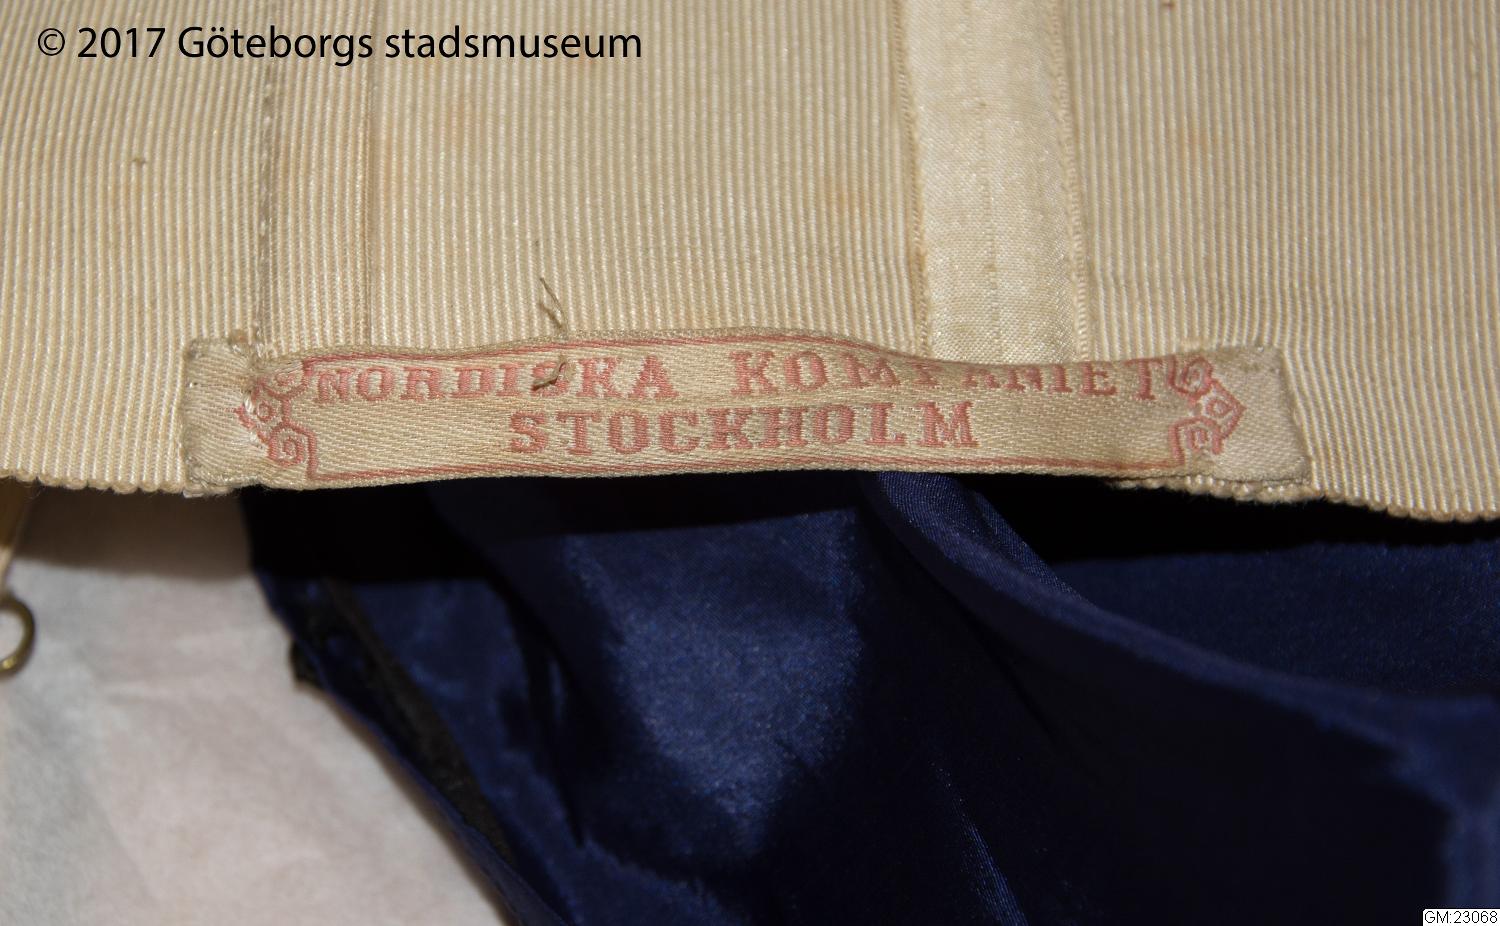 © 2017 Göteborgs stadsmuseum
NORDISKA KOMPANIET
STOCKHOLM
GM:23068